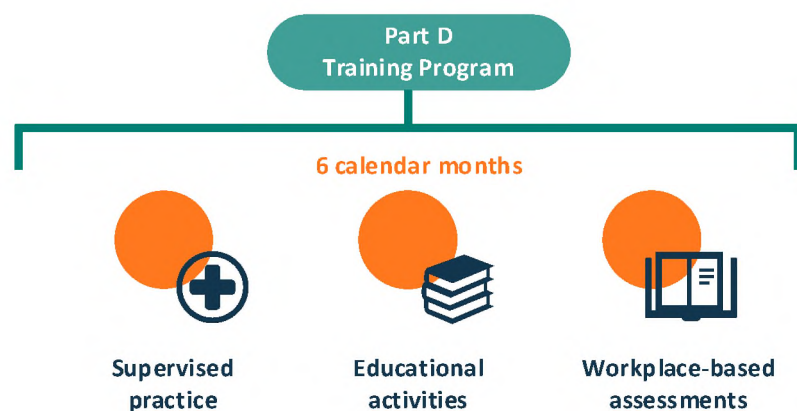 Part D
Training Program
6 calendar months
Supervised
practice
Educational
activities
Workplace-based
assessments